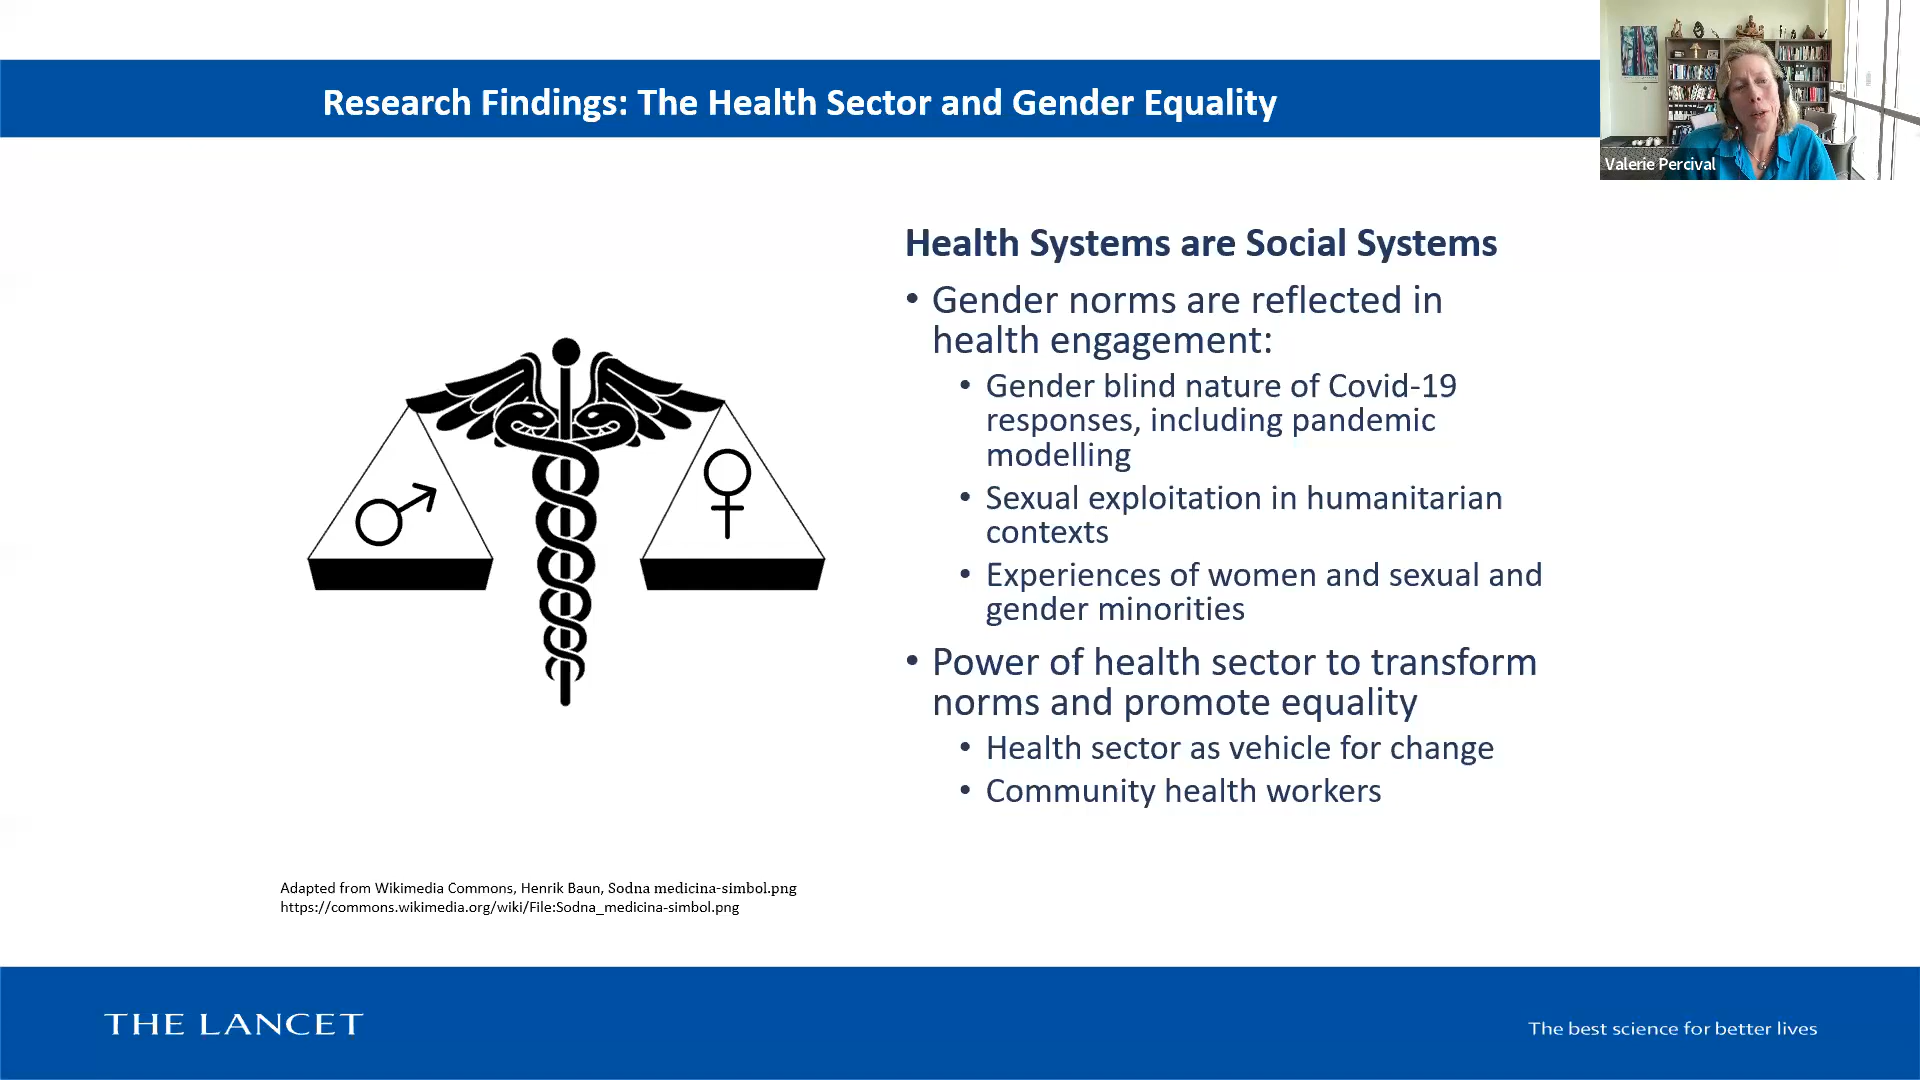 Research Findings: The Health Sector and Gender Equality
Valerie Percival
Health Systems are Social Systems
• Gender norms are reflected in
health engagement:
• Gender blind nature of Covid-19
responses, including pandemic
modelling
• Sexual exploitation in humanitarian
contexts
• Experiences of women and sexual and
gender minorities
• Power of health sector to transform
norms and promote equality
• Health sector as vehicle for change
• Community health workers
Adapted from Wikimedia Commons, Henrik Baun, Sodna medicina-simbol.png
https://commons.wikimedia.org/wiki/File:Sodna_medicina-simbol.png
THE LANCET
The best science for better lives